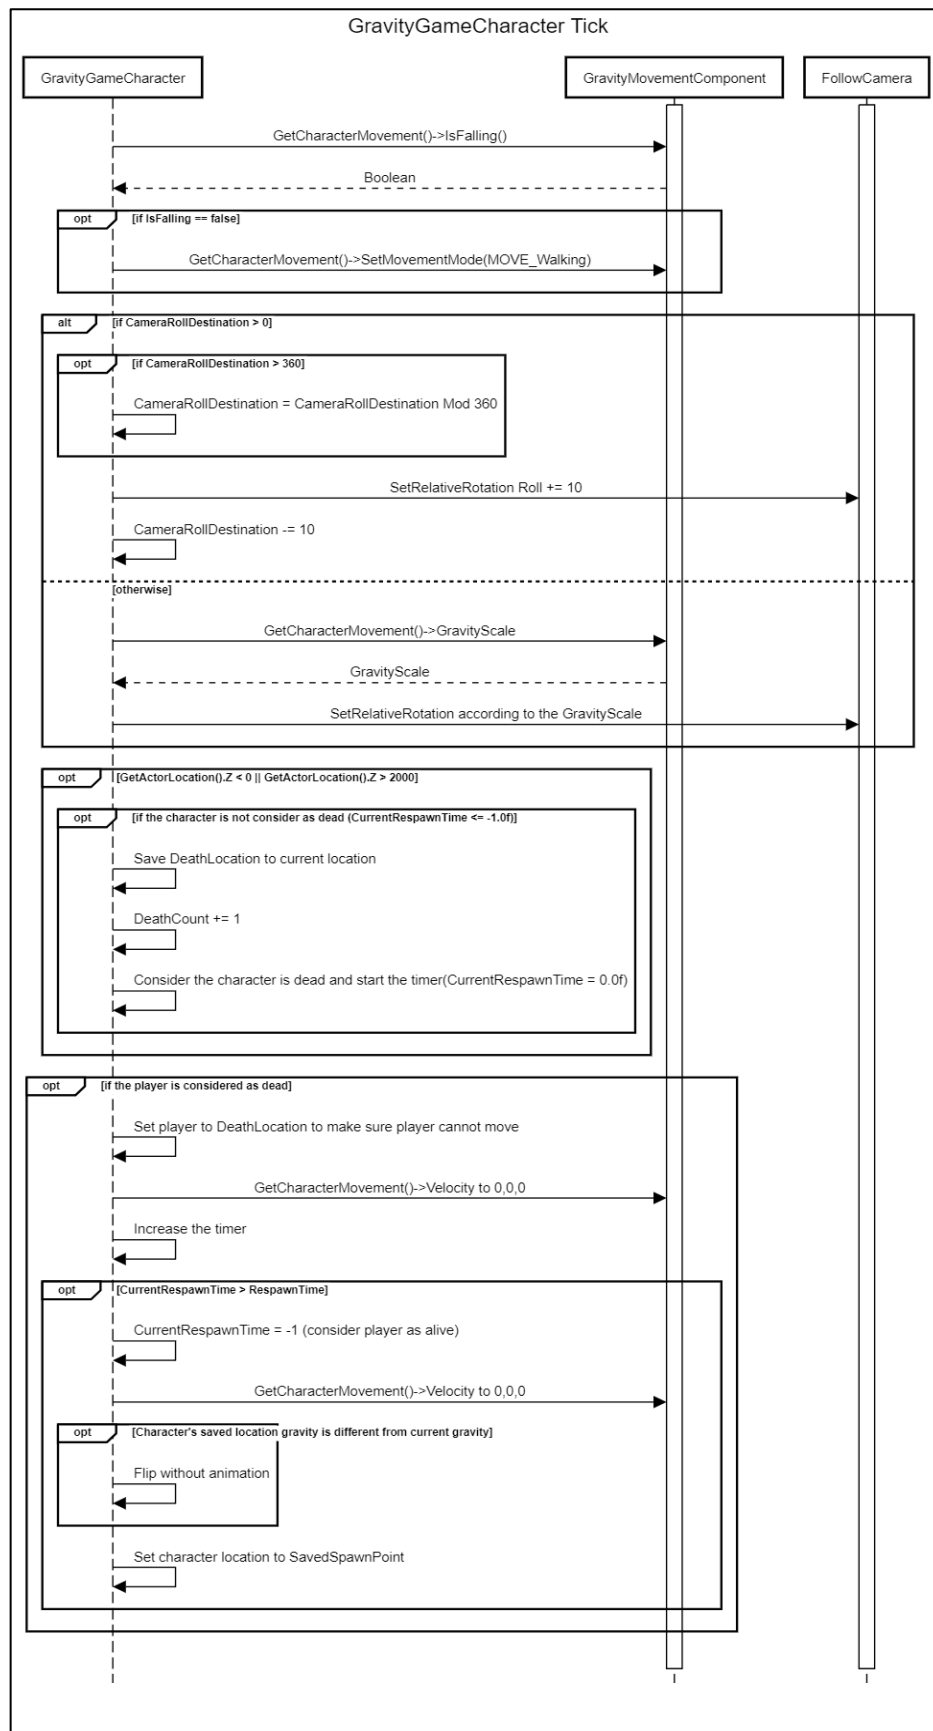 GravityGameCharacter Tick
GravityGameCharacter
GravityMovementComponent
FollowCamera
GetCharacterMovement()->IsFalling()
Boolean
opt
[if IsFalling == false]
GetCharacterMovement()->SetMovementMode(MOVE_Walking)
alt
[if CameraRollDestination > 0]
opt
[if CameraRollDestination > 360]
CameraRollDestination = CameraRollDestination Mod 360
SetRelativeRotation Roll += 10
CameraRollDestination -= 10
[otherwise]
GetCharacterMovement()->GravityScale
GravityScale
SetRelativeRotation according to the GravityScale
opt
[GetActorLocation().Z < 0 || GetActorLocation().Z > 2000]
opt
[if the character is not consider as dead (CurrentRespawnTime <= -1.0f)]
Save DeathLocation to current location
DeathCount += 1
Consider the character is dead and start the timer(CurrentRespawnTime = 0.0f)
opt
[if the player is considered as dead]
Set player to DeathLocation to make sure player cannot move
GetCharacterMovement()->Velocity to 0,0,0
Increase the timer
opt
[CurrentRespawnTime > RespawnTime]
CurrentRespawnTime = -1 (consider player as alive)
GetCharacterMovement()->Velocity to 0,0,0
opt
[Character's saved location gravity is different from current gravity]
Flip without animation
Set character location to SavedSpawnPoint